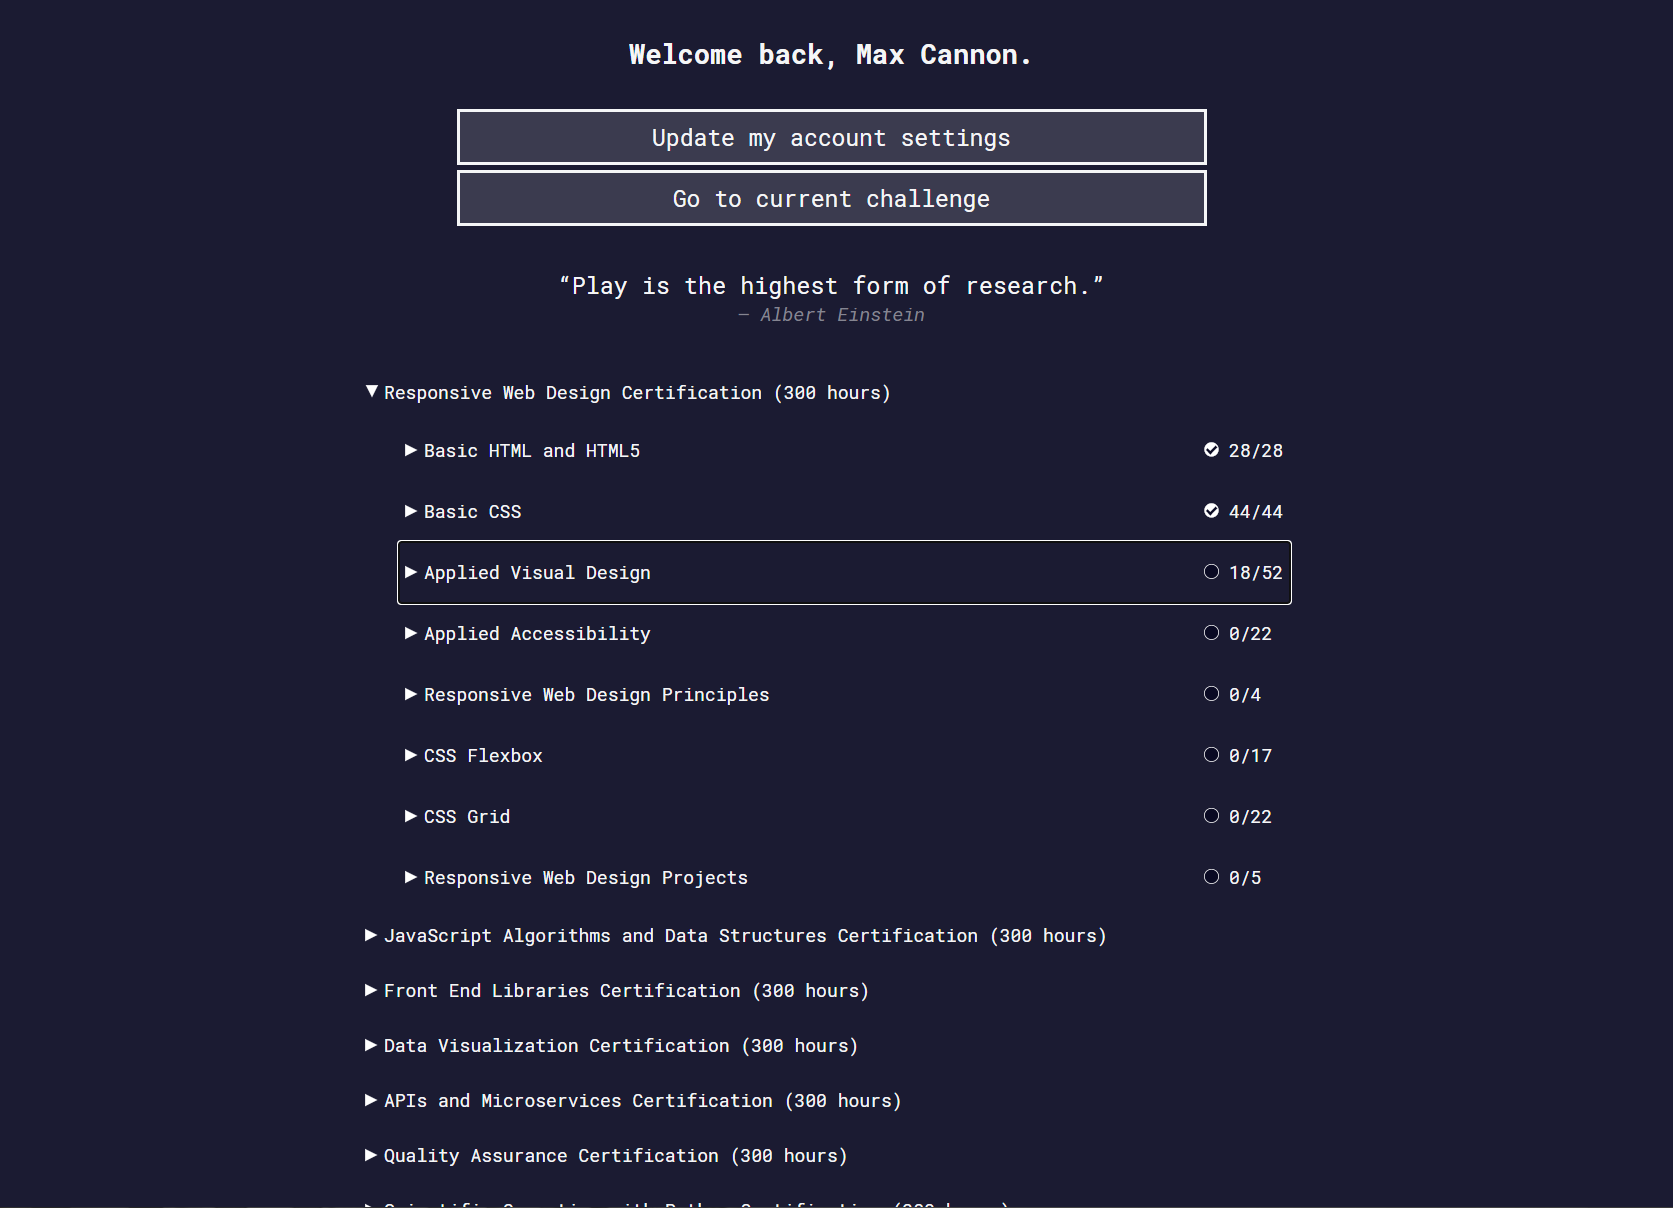 Welcome back, Max Cannon.
Update my account settings
Go to current challenge
“Play is the highest form of research.”
— Albert Einstein
Responsive Web Design Certification (300 hours)
Basic HTML and HTML5 28/28
Basic CSS 44/44
Applied Visual Design 18/52
Applied Accessibility 0/22
Responsive Web Design Principles 0/4
CSS Flexbox 0/17
CSS Grid 0/22
Responsive Web Design Projects 0/5
JavaScript Algorithms and Data Structures Certification (300 hours)
Front End Libraries Certification (300 hours)
Data Visualization Certification (300 hours)
APIs and Microservices Certification (300 hours)
Quality Assurance Certification (300 hours)